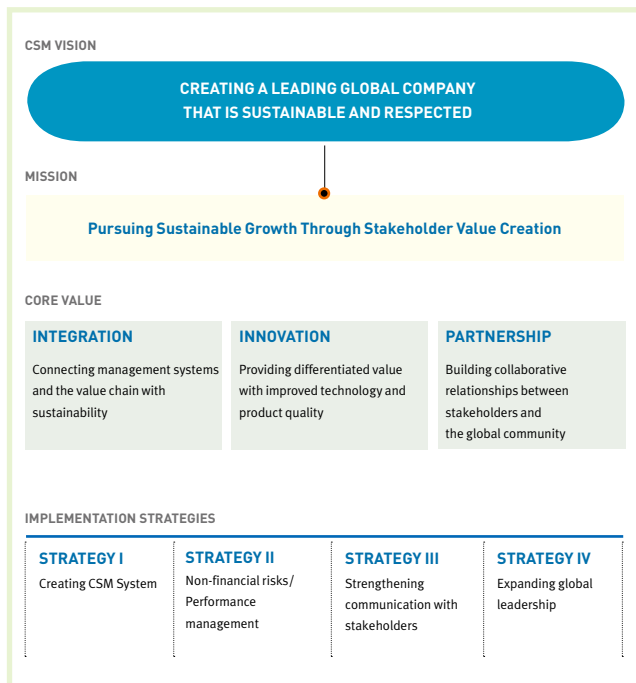 CSM VISION
CREATING A LEADING GLOBAL COMPANY
THAT IS SUSTAINABLE AND RESPECTED
MISSION
Pursuing Sustainable Growth Through Stakeholder Value Creation
CORE VALUE
INTEGRATION
Connecting management systems
and the value chain with
sustainability
INNOVATION
Providing differentiated value
with improved technology and
product quality
PARTNERSHIP
Building collaborative
relationships between
stakeholders and
the global community
IMPLEMENTATION STRATEGIES
STRATEGY I
Creating CSM System
STRATEGY II
Non-financial risks/
Performance
management
STRATEGY III
Strengthening
communication with
stakeholders
STRATEGY IV
Expanding global
leadership